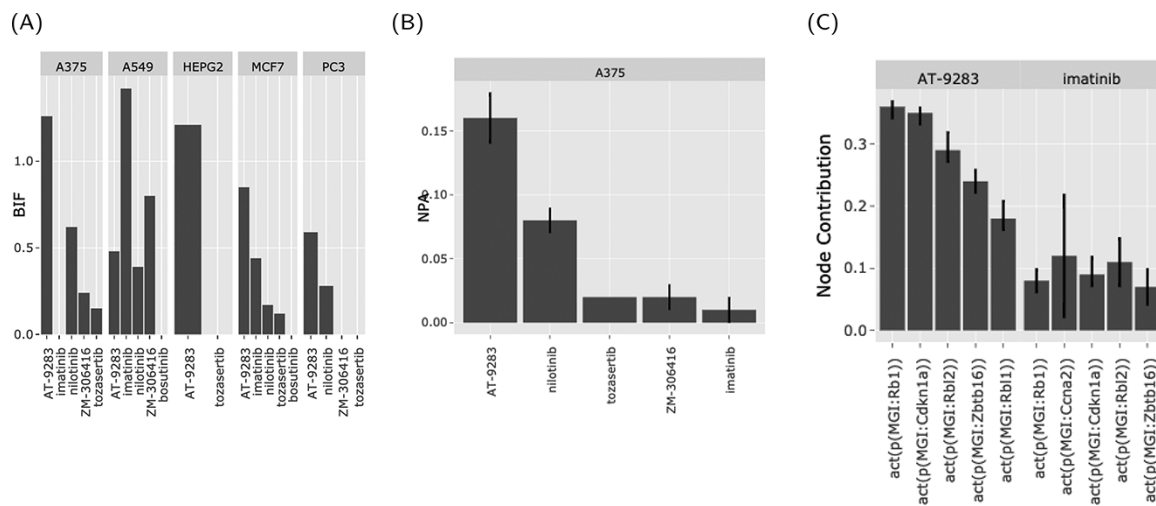 (A)
A375 A549 HEPG2 MCF7 PC3
BIF
1.0
0.5
0.0
AT-9283 imatinib nilotinib ZM-306416 tozasertib
AT-9283 imatinib nilotinib ZM-306416 bosutinib
AT-9283 tozasertib
AT-9283 imatinib nilotinib tozasertib bosutinib
AT-9283 nilotinib ZM-306416 tozasertib
(B)
A375
NPA
0.15
0.10
0.05
0.00
AT-9283 nilotinib tozasertib ZM-306416 imatinib
(C)
AT-9283 imatinib
Node Contribution
0.3
0.2
0.1
0.0
act(p(MGI:Rb1))
act(p(MGI:Cdkn1a))
act(p(MGI:Rbl2))
act(p(MGI:Zbtb16))
act(p(MGI:Rbl1))
act(p(MGI:Rb1))
act(p(MGI:Ccna2))
act(p(MGI:Cdkn1a))
act(p(MGI:Rbl2))
act(p(MGI:Zbtb16))